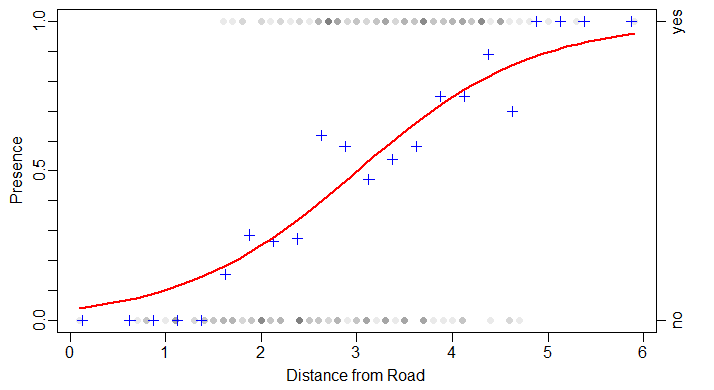 1.0
yes
Presence
0.5
0.0
no
0 1 2 3 4 5 6
Distance from Road